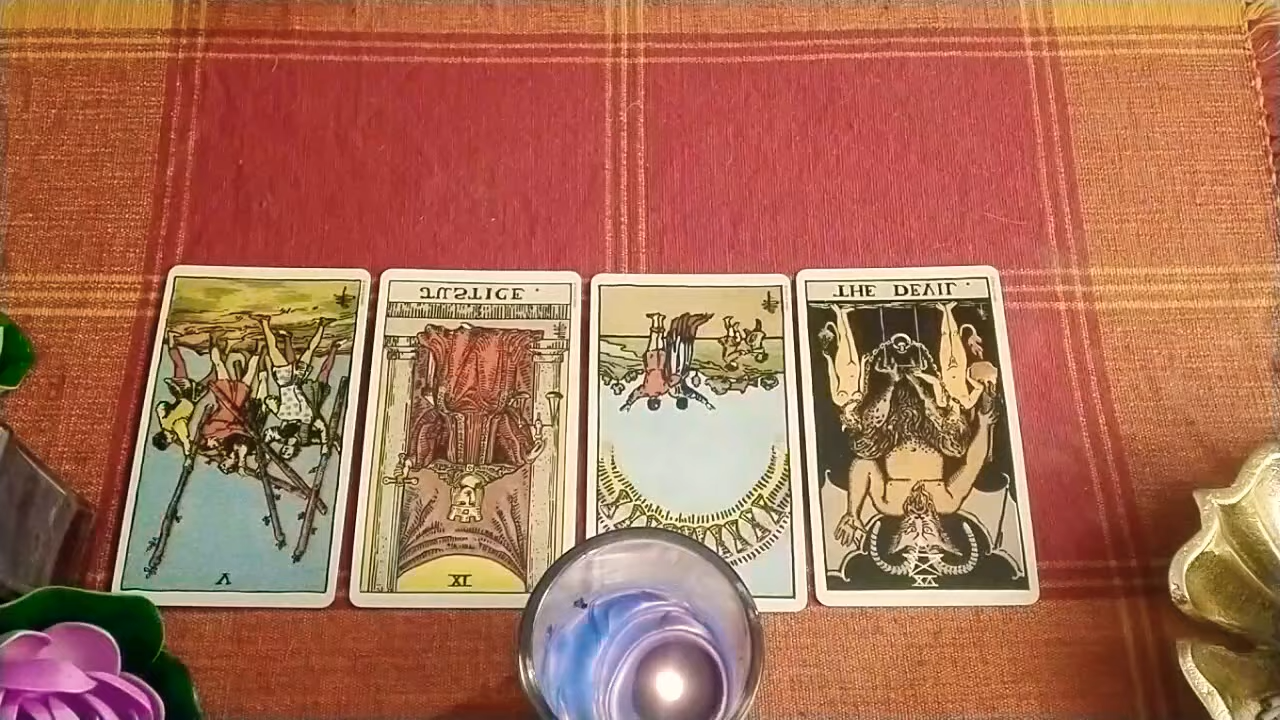 V
JUSTICE .
XI
THE DEVIL .
XV